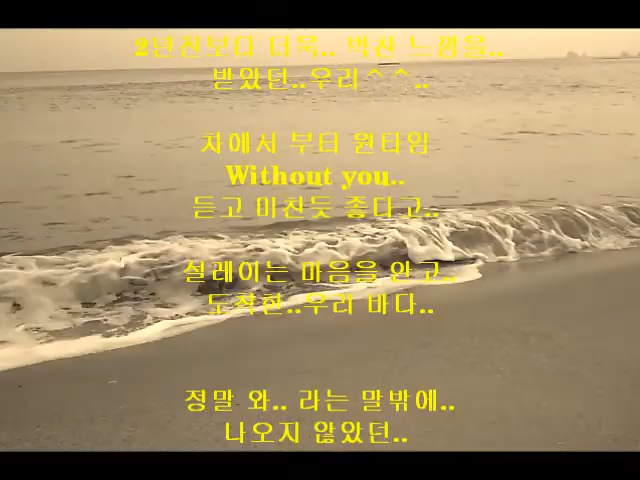 2년전보다 더욱.. 벅찬 느낌을..
받았던..우리^^..
차에서 부터 원타임
Without you..
듣고 미친듯 좋다고..
설레이는 마음을 안고..
도착한..우리 바다..
정말 와.. 라는 말밖에..
나오지 않았던..